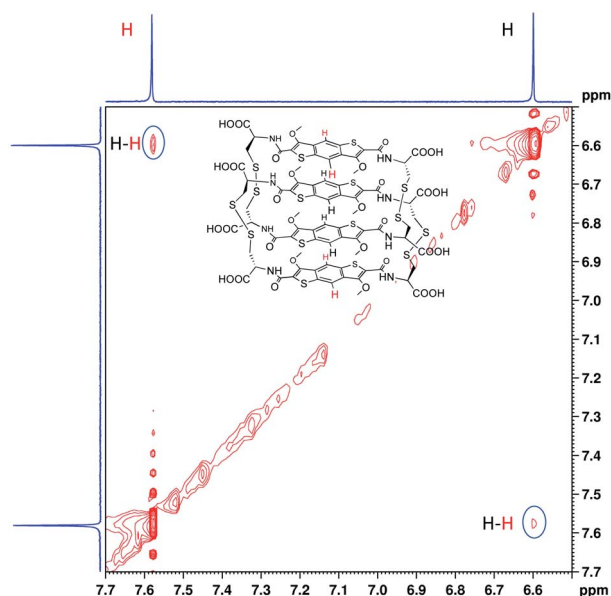 H H
ppm
H-H
6.6
6.7
6.8
6.9
7.0
7.1
7.2
7.3
7.4
7.5
7.6
7.7
HOOC O H O COOH
NH S HN
HOOC O H O COOH
NH S HN
HOOC O H O COOH
NH S HN
HOOC O H O COOH
NH S HN
H-H
7.7 7.6 7.5 7.4 7.3 7.2 7.1 7.0 6.9 6.8 6.7 6.6 ppm